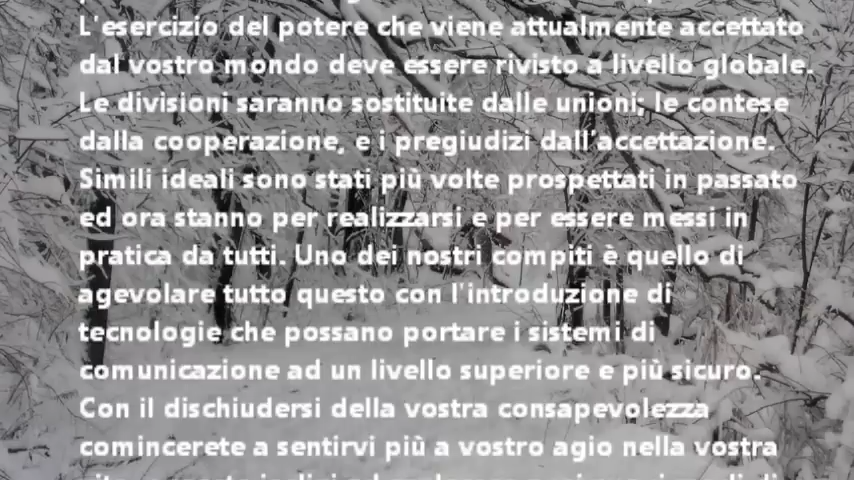 L'esercizio del potere che viene attualmente accettato
dal vostro mondo deve essere rivisto a livello globale.
Le divisioni saranno sostituite dalle unioni; le contese
dalla cooperazione, e i pregiudizi dall'accettazione.
Simili ideali sono stati più volte prospettati in passato
ed ora stanno per realizzarsi e per essere messi in
pratica da tutti. Uno dei nostri compiti è quello di
agevolare tutto questo con l'introduzione di
tecnologie che possano portare i sistemi di
comunicazione ad un livello superiore e più sicuro.
Con il dischiudersi della vostra consapevolezza
comincerete a sentirvi più a vostro agio nella vostra